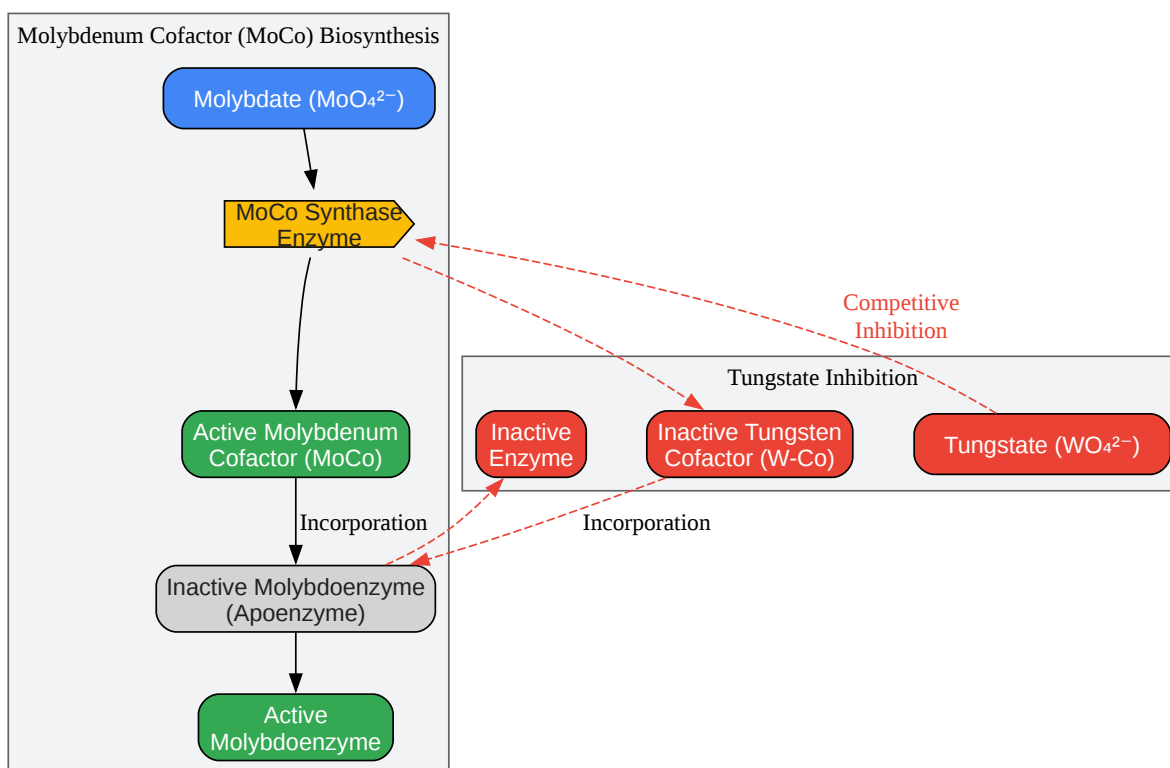 Molybdenum Cofactor (MoCo) Biosynthesis
Molybdate (MoO₄²⁻)
MoCo Synthase
Enzyme
Competitive
Inhibition
Tungstate Inhibition
Active Molybdenum
Cofactor (MoCo)
Inactive
Enzyme
Inactive Tungsten
Cofactor (W-Co)
Tungstate (WO₄²⁻)
Incorporation
Incorporation
Inactive Molybdoenzyme
(Apoenzyme)
Active
Molybdoenzyme